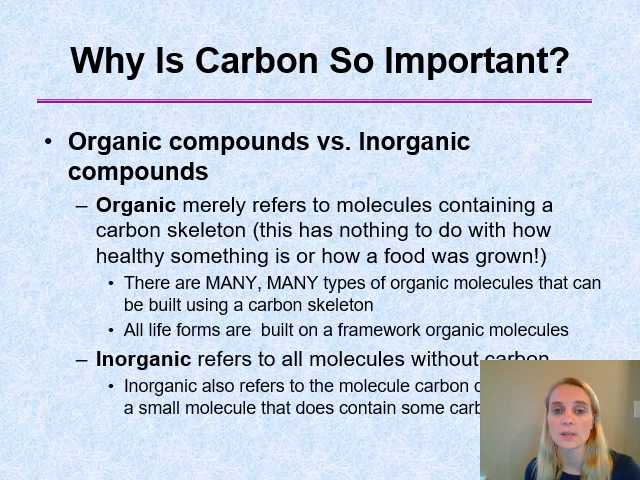 Why Is Carbon So Important?
• Organic compounds vs. Inorganic
compounds
– Organic merely refers to molecules containing a
carbon skeleton (this has nothing to do with how
healthy something is or how a food was grown!)
• There are MANY, MANY types of organic molecules that can
be built using a carbon skeleton
• All life forms are  built on a framework organic molecules
– Inorganic refers to all molecules without carbon
• Inorganic also refers to the molecule carbon
a small molecule that does contain some